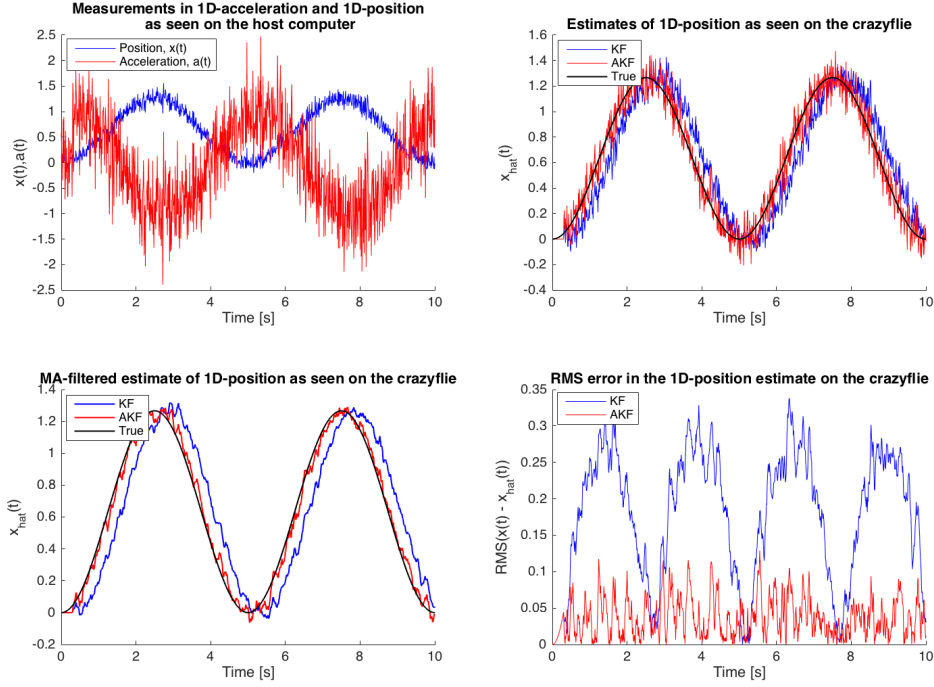 Measurements in 1D-acceleration and 1D-position
as seen on the host computer
Position, x(t)
Acceleration, a(t)
x(t),a(t)
2.5
2
1.5
1
0.5
0
-0.5
-1
-1.5
2
-2.5
0 2 4 6 8 10
Time [s]
Estimates of 1D-position as seen on the crazyflie
KF
AKF
True
x_hat(t)
1.6
1.4
1.2
1
0.8
0.6
0.4
0.2
0
-0.2
-0.4
0 2 4 6 8 10
Time [s]
MA-filtered estimate of 1D-position as seen on the crazyflie
KF
AKF
True
x_hat(t)
1.4
1.2
1
0.8
0.6
0.4
0.2
0
-0.2
0 2 4 6 8 10
Time [s]
RMS error in the 1D-position estimate on the crazyflie
KF
AKF
RMS(x(t) - x_hat(t))
0.35
0.3
0.25
0.2
0.15
0.1
0.05
0
0 2 4 6 8 10
Time [s]